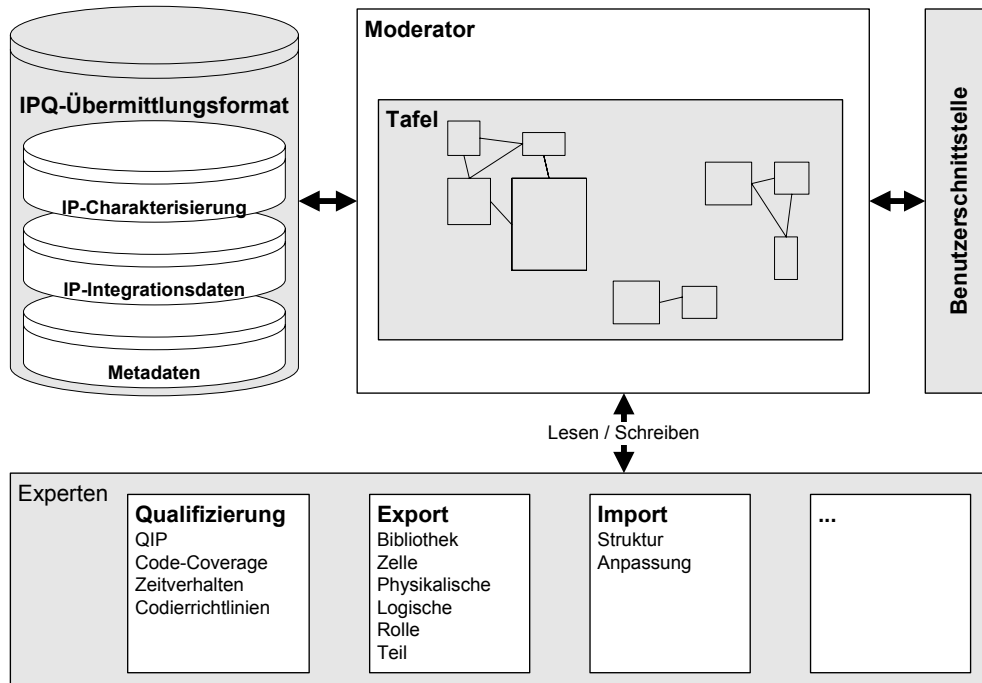 IPQ-Übermittlungsformat
IP-Charakterisierung
IP-Integrationsdaten
Metadaten
Moderator
Tafel
Benutzerschnittstelle
Lesen / Schreiben
Experten
Qualifizierung
QIP
Code-Coverage
Zeitverhalten
Codierrichtlinien
Export
Bibliothek
Zelle
Physikalische
Logische
Rolle
Teil
Import
Struktur
Anpassung
...